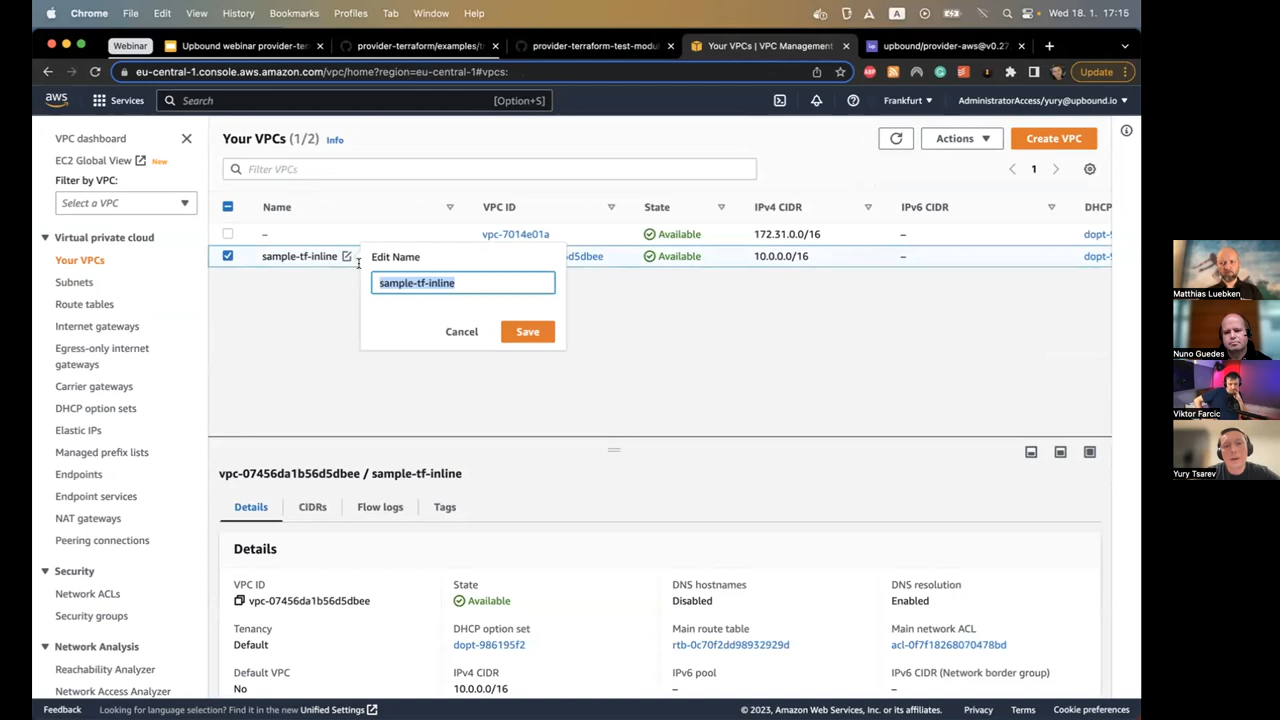 Chrome File Edit View History Bookmarks Profiles Tab Window Help A Wed 18. 1. 17:15
Webinar Upbound webinar provider-ter provider-terraform/examples/tr provider-terraform-test-modul Your VPCs | VPC Management upbound/provider-aws@v0.27
eu-central-1.console.aws.amazon.com/vpc/home?region=eu-central-1#vpcs: ABP Update
aws Services Search [Option+S] Frankfurt AdministratorAccess/yury@upbound.io
VPC dashboard
EC2 Global View New
Filter by VPC:
Select a VPC
Virtual private cloud
Your VPCs
Subnets
Route tables
Internet gateways
Egress-only internet
gateways
Carrier gateways
DHCP option sets
Elastic IPs
Managed prefix lists
Endpoints
Endpoint services
NAT gateways
Peering connections
Security
Network ACLs
Security groups
Network Analysis
Reachability Analyzer
Network Access Analyzer
Your VPCs (1/2) Info
Actions
Create VPC
Filter VPCs
1
Name VPC ID State IPv4 CIDR IPv6 CIDR DHCP
– vpc-7014e01a Available 172.31.0.0/16 – dopt-
sample-tf-inline d5dbee Available 10.0.0.0/16 – dopt-
Edit Name
sample-tf-inline
Cancel Save
vpc-07456da1b56d5dbee / sample-tf-inline
Details CIDRs Flow logs Tags
Details
VPC ID State DNS hostnames DNS resolution
vpc-07456da1b56d5dbee Available Disabled Enabled
Tenancy DHCP option set Main route table Main network ACL
Default dopt-986195f2 rtb-0c70f2dd98932929d acl-0f7f18268070478bd
Default VPC IPv4 CIDR IPv6 pool IPv6 CIDR (Network border group)
No 10.0.0.0/16 – –
Feedback Looking for language selection? Find it in the new Unified Settings © 2023, Amazon Web Services, Inc. or its affiliates. Privacy Terms Cookie preferences
Matthias Luebken
Nuno Guedes
Viktor Farcic
Yury Tsarev